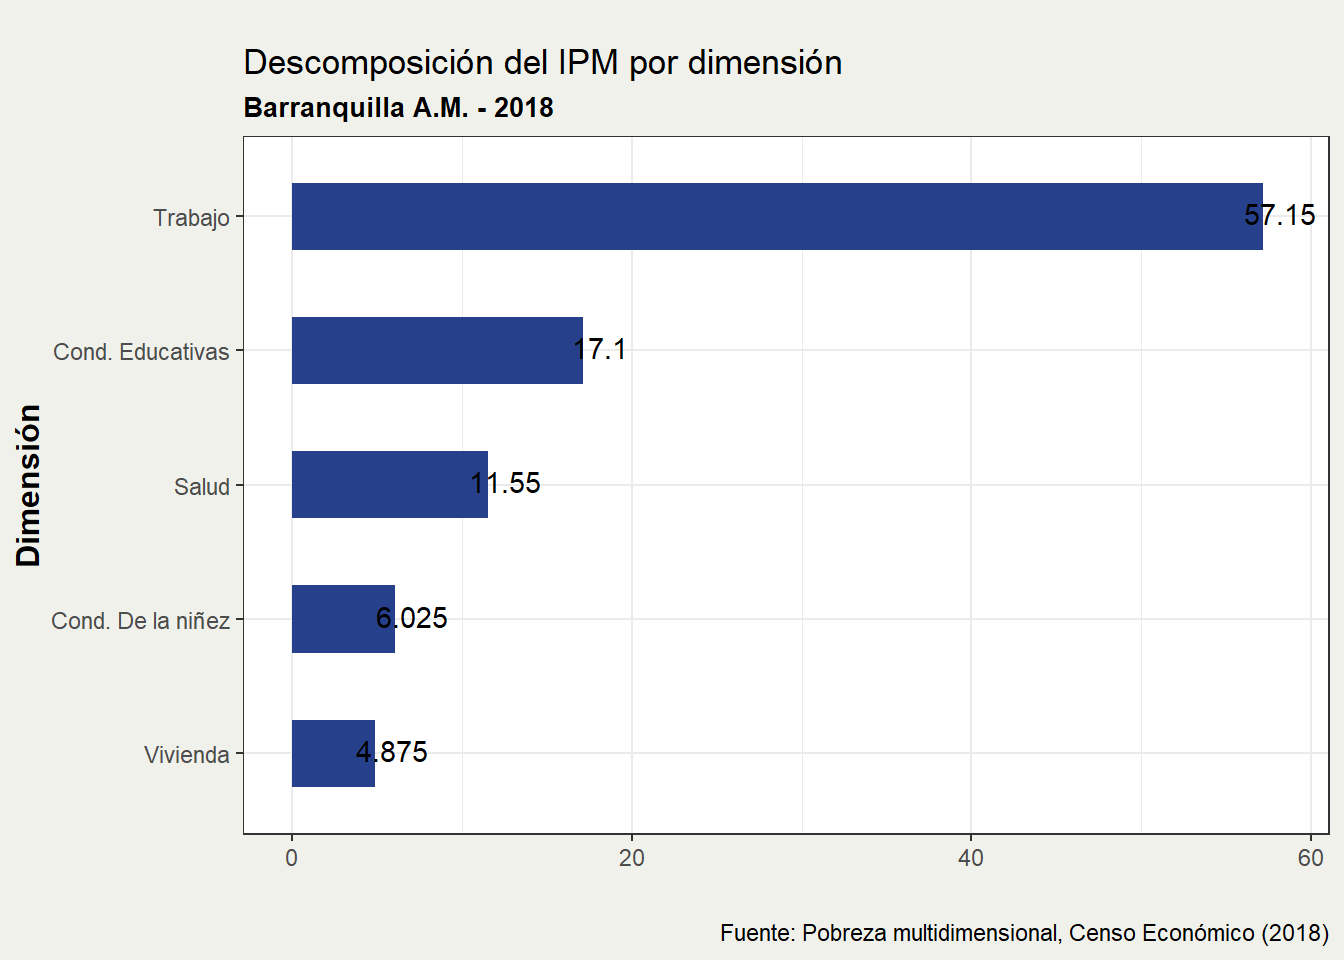 Descomposición del IPM por dimensión
Barranquilla A.M. - 2018
Dimensión
Trabajo
57.15
Cond. Educativas
17.1
Salud
11.55
Cond. De la niñez
6.025
Vivienda
4.875
0 20 40 60
Fuente: Pobreza multidimensional, Censo Económico (2018)